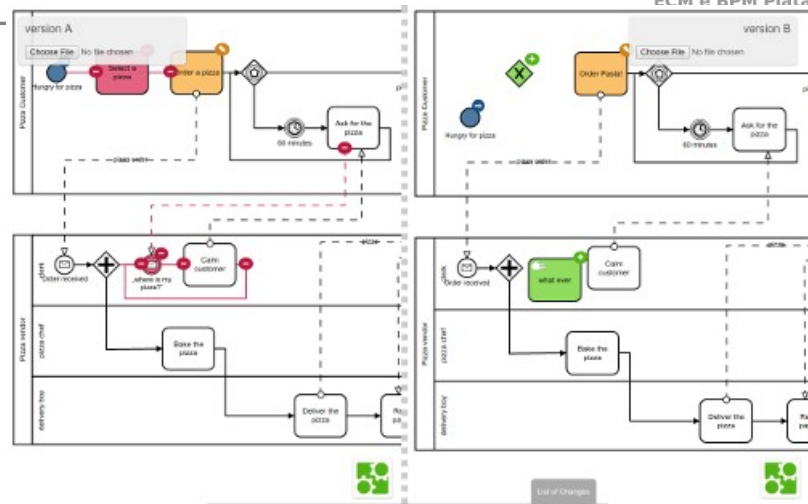 ECM e BPM Plata
version A
Choose File No file chosen
Select a
pizza
Order a pizza
Hungry for pizza
60 minutes
Ask for the
pizza
Pizza Customer
pizza order
Pizza vendor
clerk
Order received
„where is my
pizza?"
Calm
customer
pizza
pizza chef
Bake the
pizza
delivery boy
Deliver the
pizza
version B
Choose File No file chosen
Pizza Customer
Hungry for pizza
Order Pasta!
60 minutes
Ask for the
pizza
pizza order
Pizza vendor
clerk
Order received
what ever
Calm
customer
pizza
pizza chef
Bake the
pizza
delivery boy
Deliver the
pizza
List of Changes